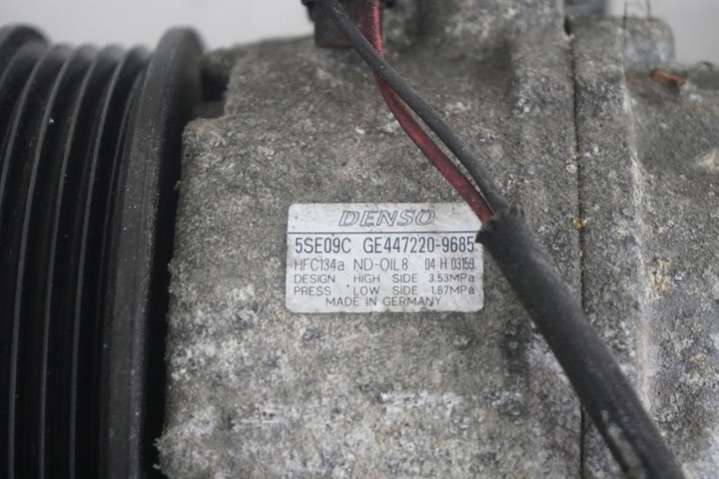 DENSO
5SE09C GE447220-9685
HFC134a ND-OIL8 04 H 03159
DESIGN HIGH SIDE 3.53MPa
PRESS LOW SIDE 1.87MPa
MADE IN GERMANY